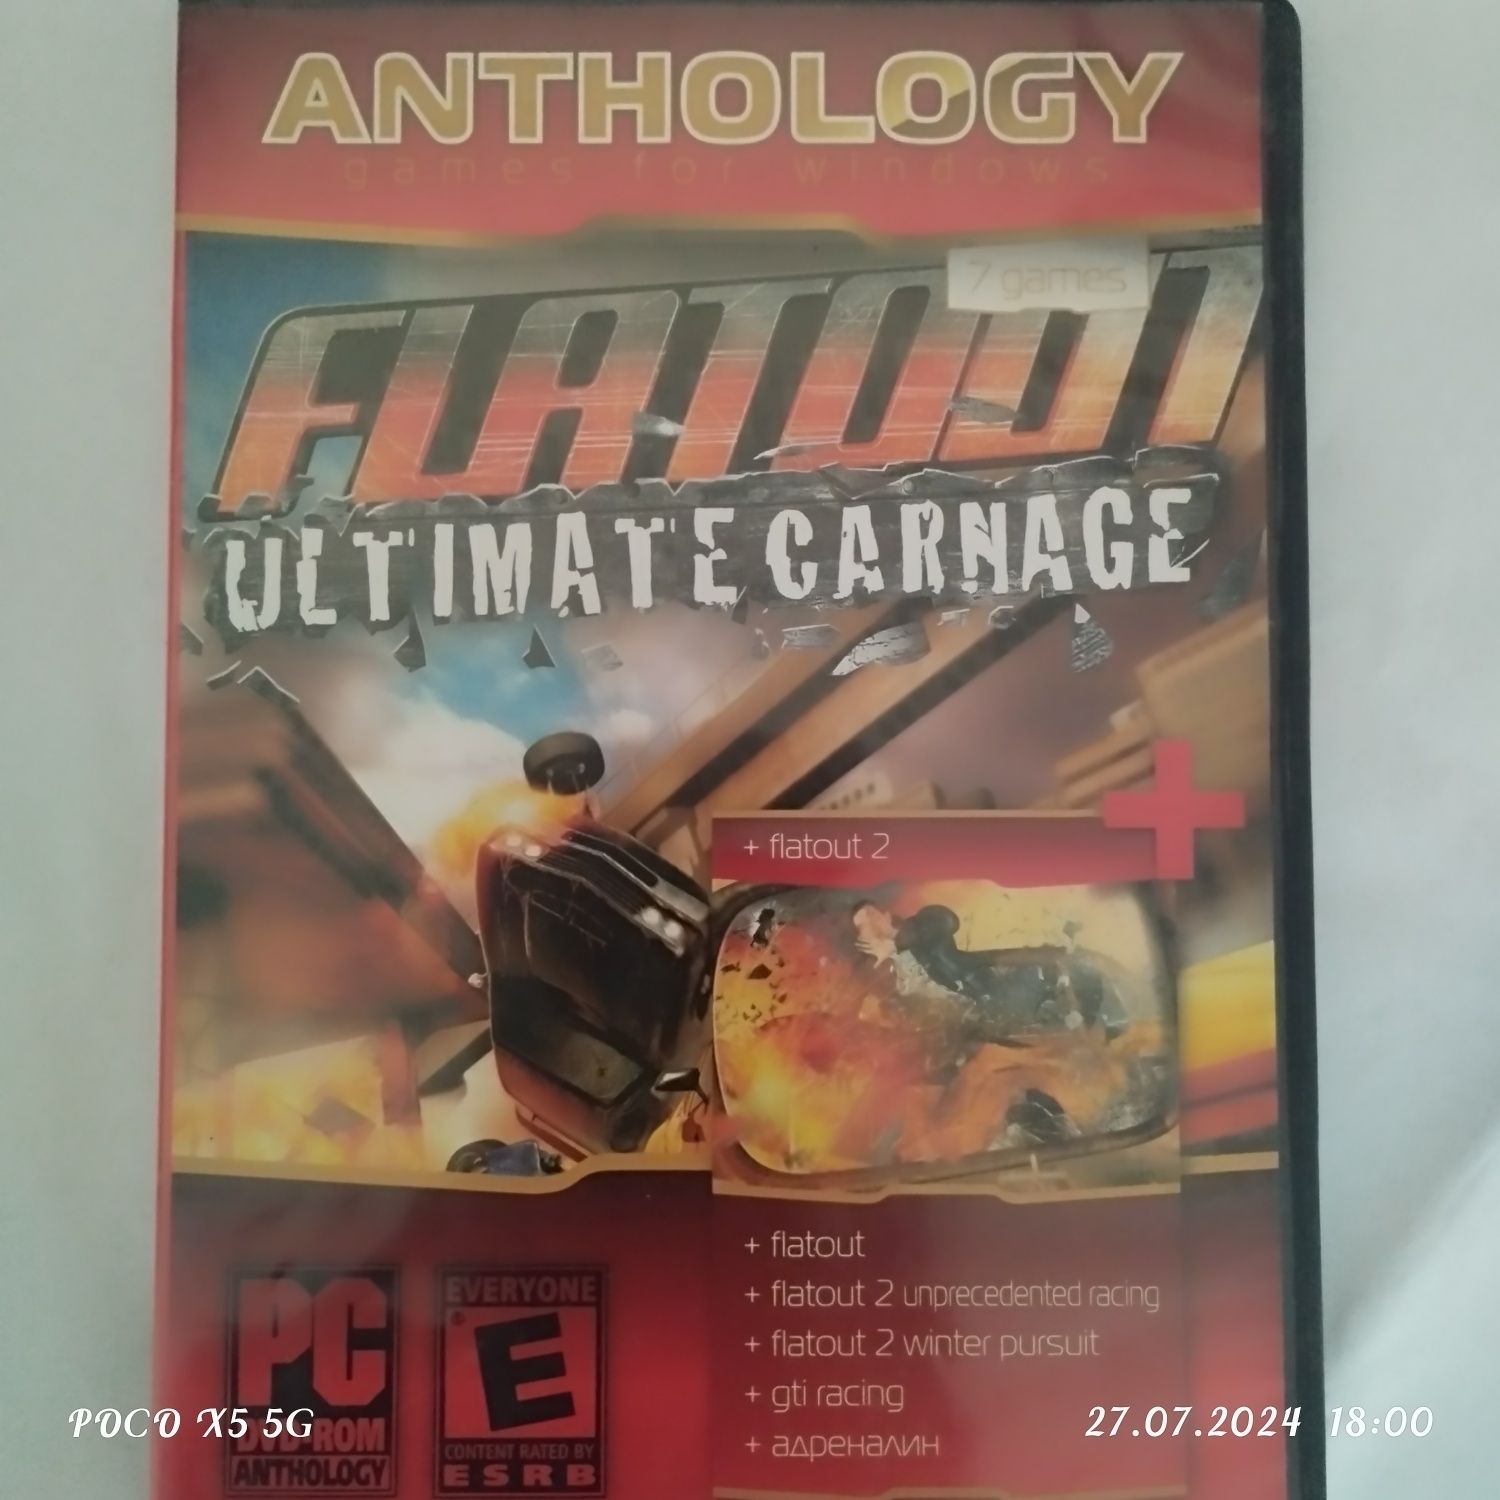 ANTHOLOGY
games for windows
7 games
FLATOUT
ULTIMATE CARNAGE
+ flatout 2
+ flatout
+ flatout 2 unprecedented racing
+ flatout 2 winter pursuit
+ gti racing
+ адреналин
PC
DVD-ROM
ANTHOLOGY
EVERYONE
E
®
CONTENT RATED BY
ESRB
POCO X5 5G
27.07.2024 18:00